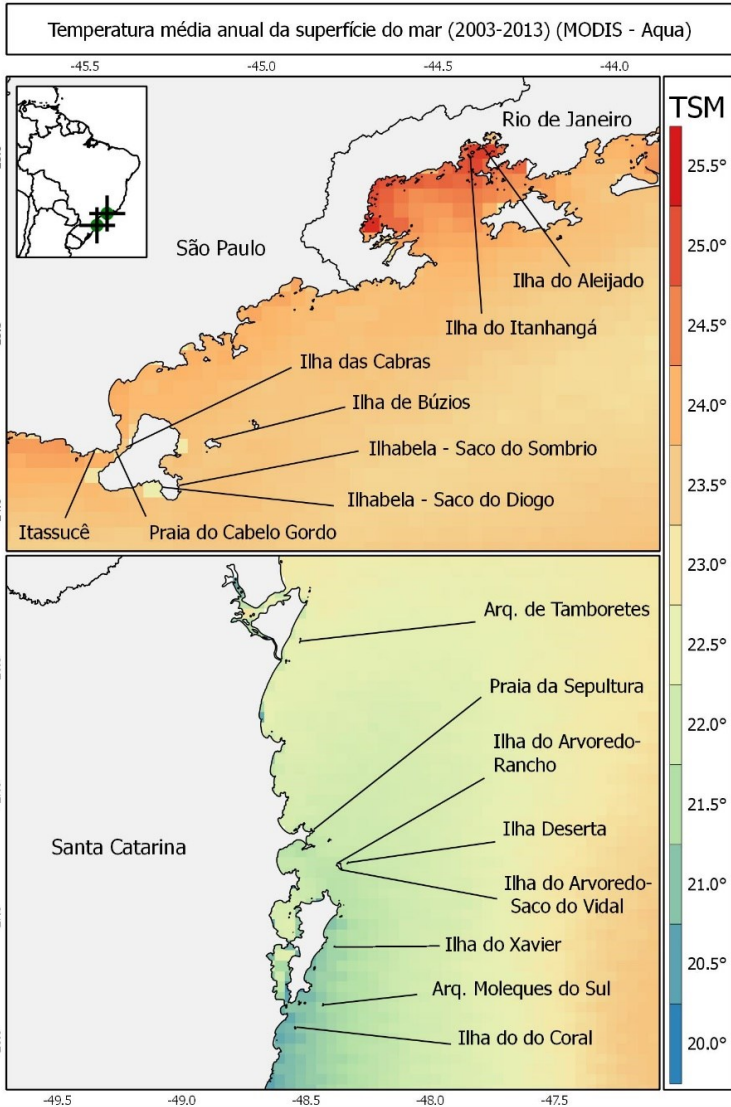 Temperatura média anual da superfície do mar (2003-2013) (MODIS - Aqua)
-45.5
-45.0
-44.5
-44.0
TSM
Rio de Janeiro
São Paulo
Ilha do Aleijado
Ilha do Itanhangá
Ilha das Cabras
Ilha de Búzios
Ilhabela - Saco do Sombrio
Ilhabela - Saco do Diogo
Itassucê
Praia do Cabelo Gordo
25.5°
25.0°
24.5°
24.0°
23.5°
23.0°
22.5°
22.0°
21.5°
21.0°
20.5°
20.0°
Arq. de Tamboretes
Praia da Sepultura
Ilha do Arvoredo-
Rancho
Santa Catarina
Ilha Deserta
Ilha do Arvoredo-
Saco do Vidal
Ilha do Xavier
Arq. Moleques do Sul
Ilha do do Coral
-49.5
-49.0
-48.5
-48.0
-47.5